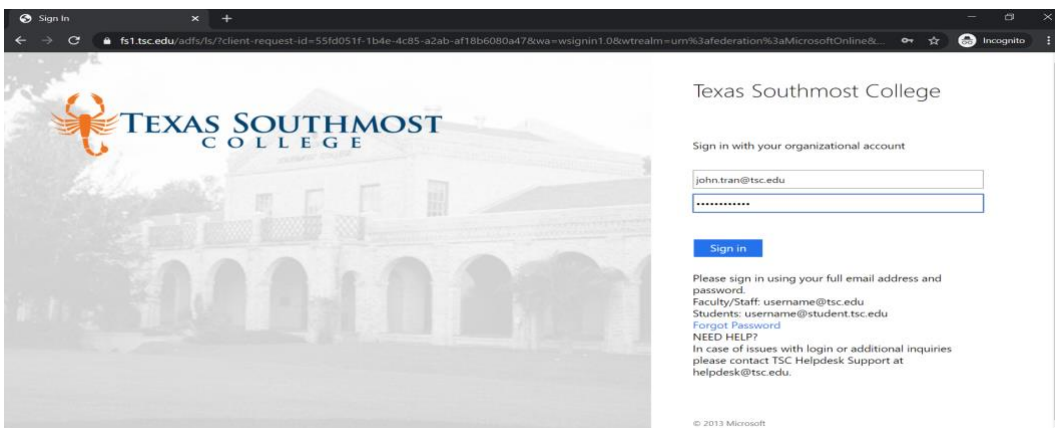 Sign In
fs1.tsc.edu/adfs/ls/?client-request-id=55fd051f-1b4e-4c85-a2ab-af18b6080a47&wa=wsignin1.0&wtrealm=urn%3afederation%3aMicrosoftOnline&...
Incognito
TEXAS SOUTHMOST
COLLEGE
Texas Southmost College
Sign in with your organizational account
john.tran@tsc.edu
••••••••••••
Sign in
Please sign in using your full email address and
password.
Faculty/Staff: username@tsc.edu
Students: username@student.tsc.edu
Forgot Password
NEED HELP?
In case of issues with login or additional inquiries
please contact TSC Helpdesk Support at
helpdesk@tsc.edu.
© 2013 Microsoft